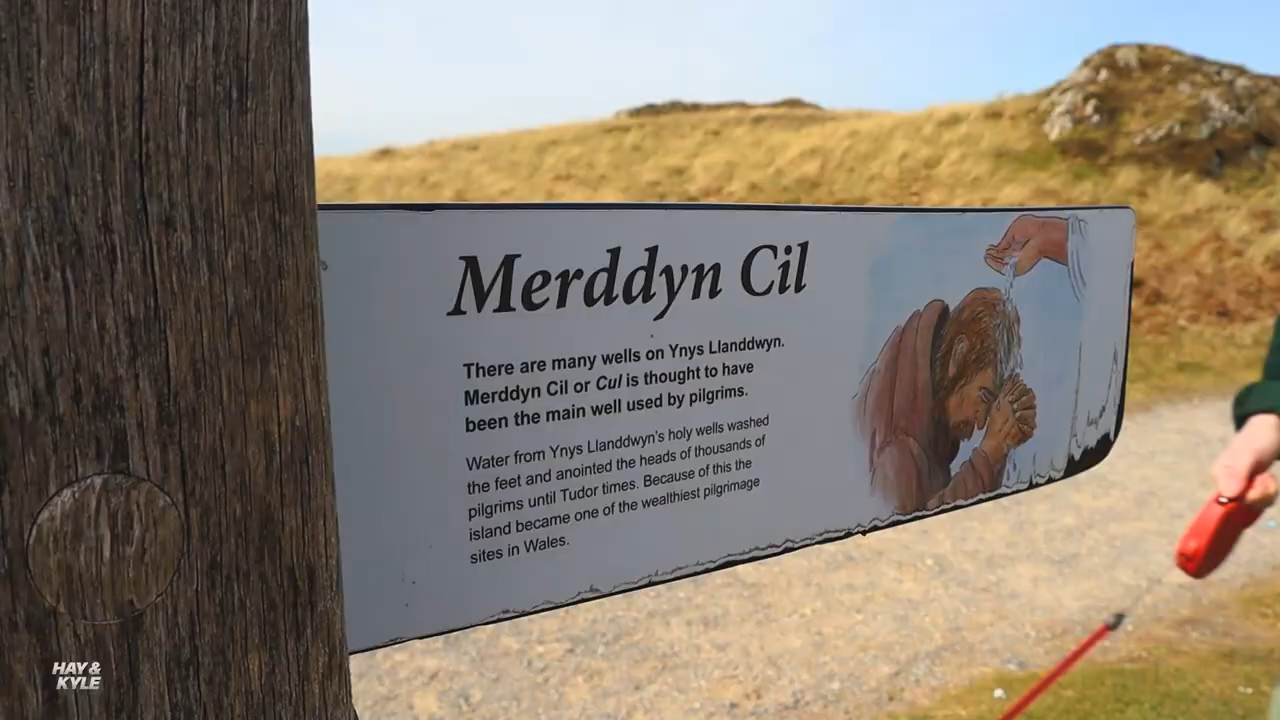 Merddyn Cil
There are many wells on Ynys Llanddwyn.
Merddyn Cil or Cul is thought to have
been the main well used by pilgrims.
Water from Ynys Llanddwyn's holy wells washed
the feet and anointed the heads of thousands of
pilgrims until Tudor times. Because of this the
island became one of the wealthiest pilgrimage
sites in Wales.
HAY &
KYLE